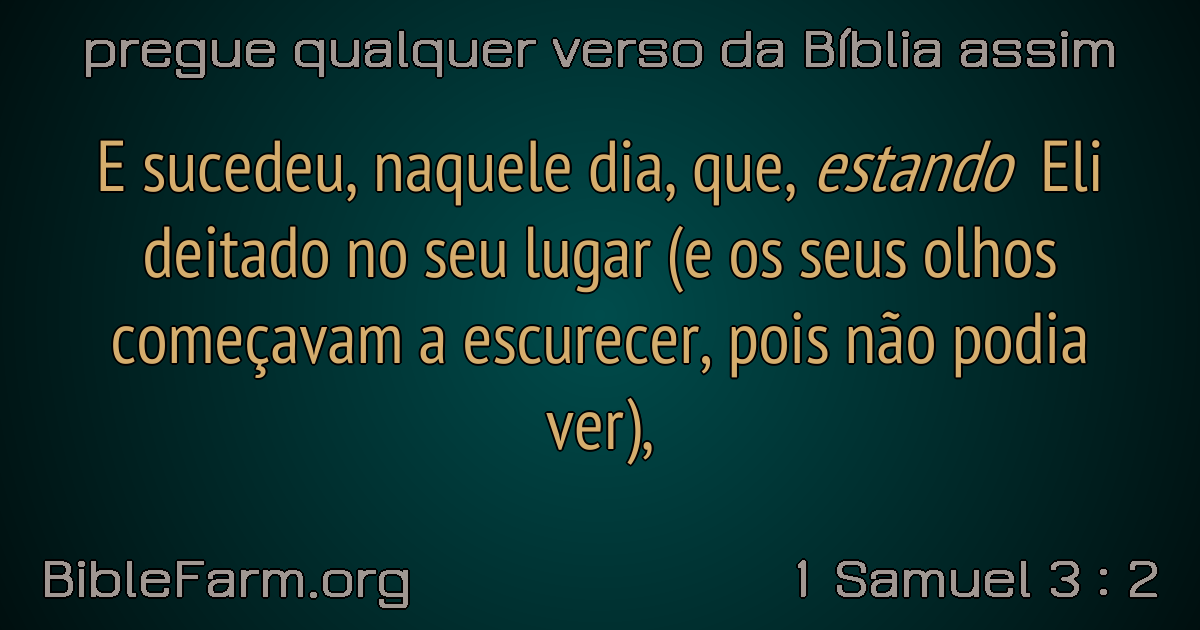 pregue qualquer verso da Bíblia assim
E sucedeu, naquele dia, que, estando Eli
deitado no seu lugar (e os seus olhos
começavam a escurecer, pois não podia
ver),
BibleFarm.org
1 Samuel 3 : 2